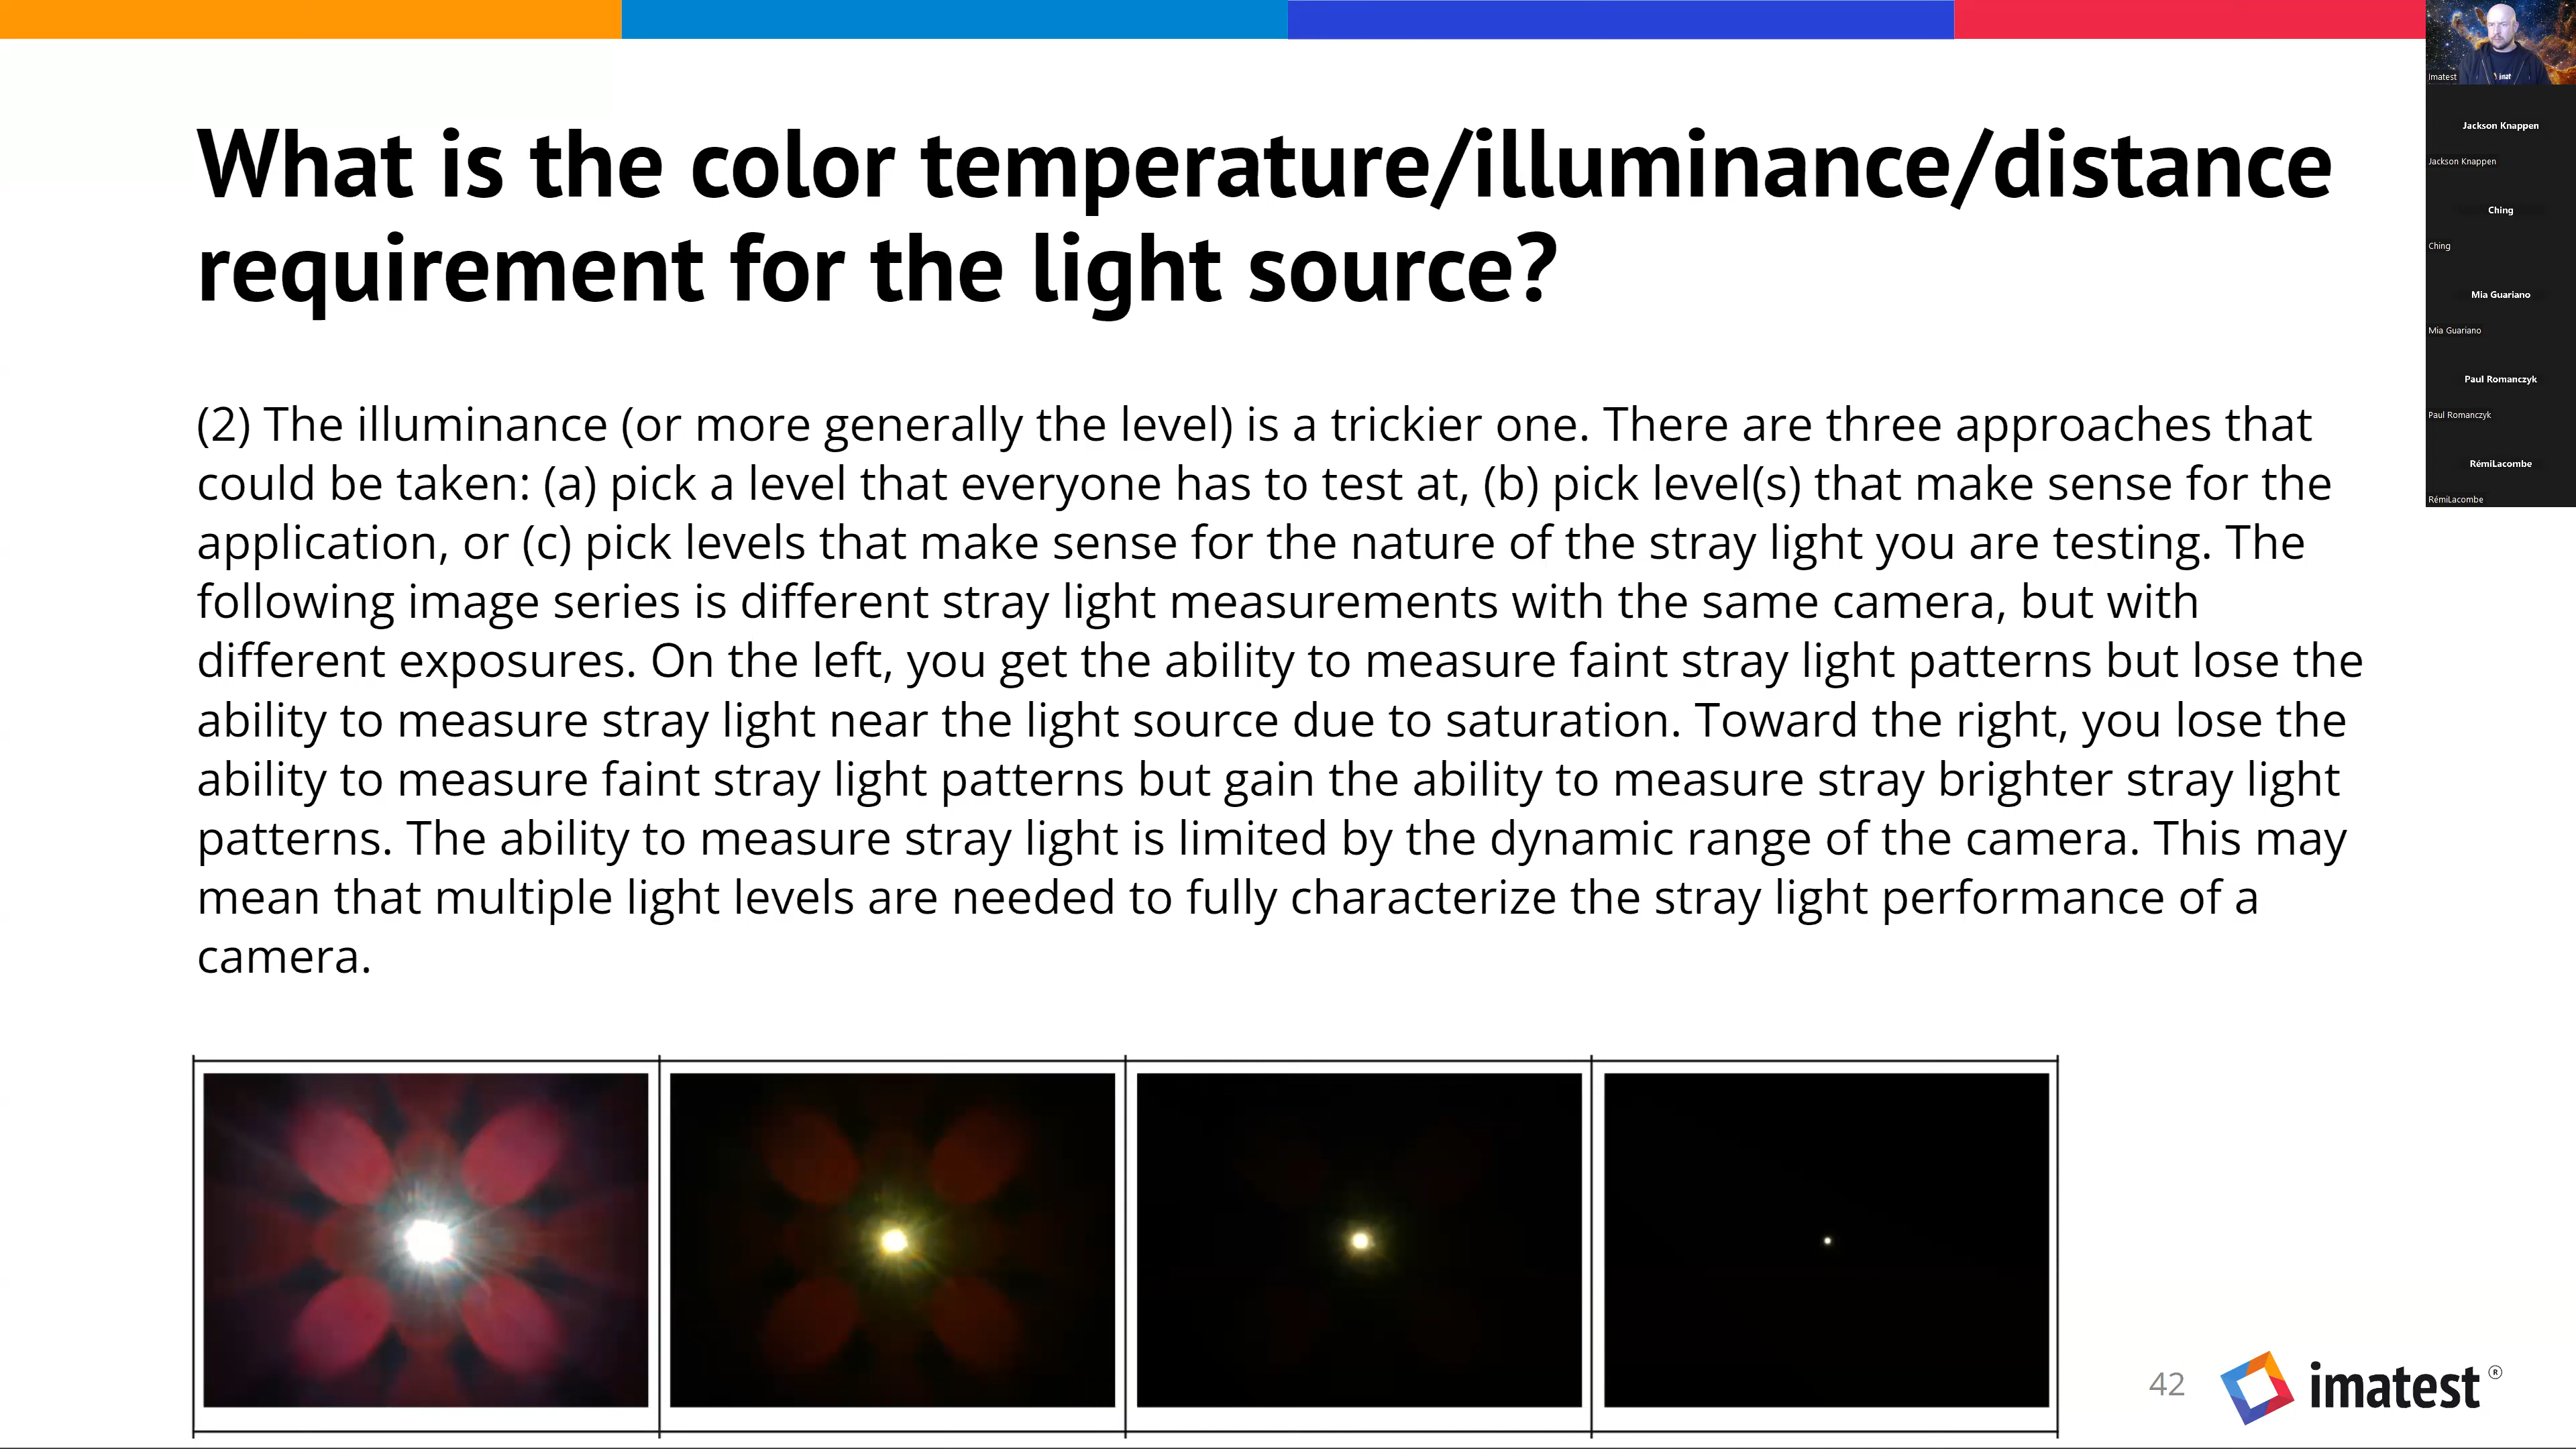 What is the color temperature/illuminance/distance
requirement for the light source?
(2) The illuminance (or more generally the level) is a trickier one. There are three approaches that
could be taken: (a) pick a level that everyone has to test at, (b) pick level(s) that make sense for the
application, or (c) pick levels that make sense for the nature of the stray light you are testing. The
following image series is different stray light measurements with the same camera, but with
different exposures. On the left, you get the ability to measure faint stray light patterns but lose the
ability to measure stray light near the light source due to saturation. Toward the right, you lose the
ability to measure faint stray light patterns but gain the ability to measure stray brighter stray light
patterns. The ability to measure stray light is limited by the dynamic range of the camera. This may
mean that multiple light levels are needed to fully characterize the stray light performance of a
camera.
42
imatest ®
Imatest
Jackson Knappen
Jackson Knappen
Ching
Ching
Mia Guariano
Mia Guariano
Paul Romanczyk
Paul Romanczyk
RémiLacombe
RémiLacombe